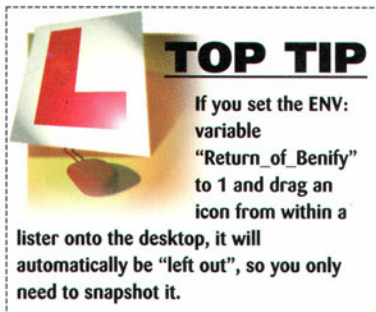 L
TOP TIP
If you set the ENV:
variable
"Return_of_Benify"
to 1 and drag an
icon from within a
lister onto the desktop, it will
automatically be "left out", so you only
need to snapshot it.